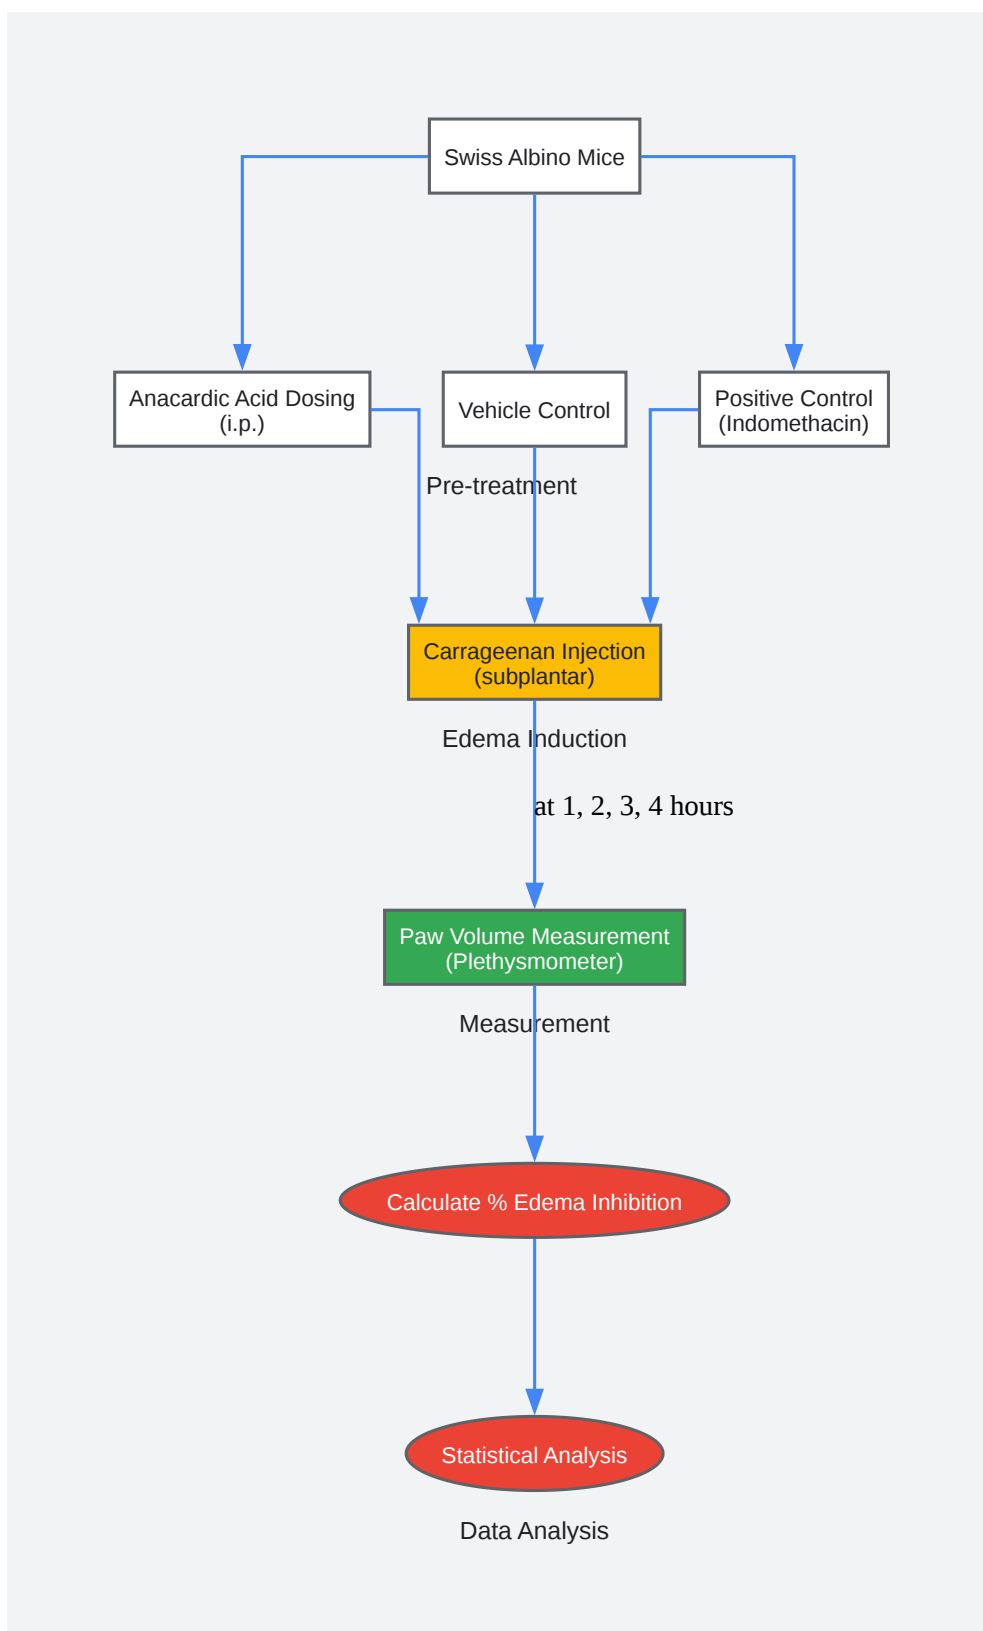 Swiss Albino Mice
Anacardic Acid Dosing
(i.p.)
Vehicle Control
Positive Control
(Indomethacin)
Pre-treatment
Carrageenan Injection
(subplantar)
Edema Induction
at 1, 2, 3, 4 hours
Paw Volume Measurement
(Plethysmometer)
Measurement
Calculate % Edema Inhibition
Statistical Analysis
Data Analysis